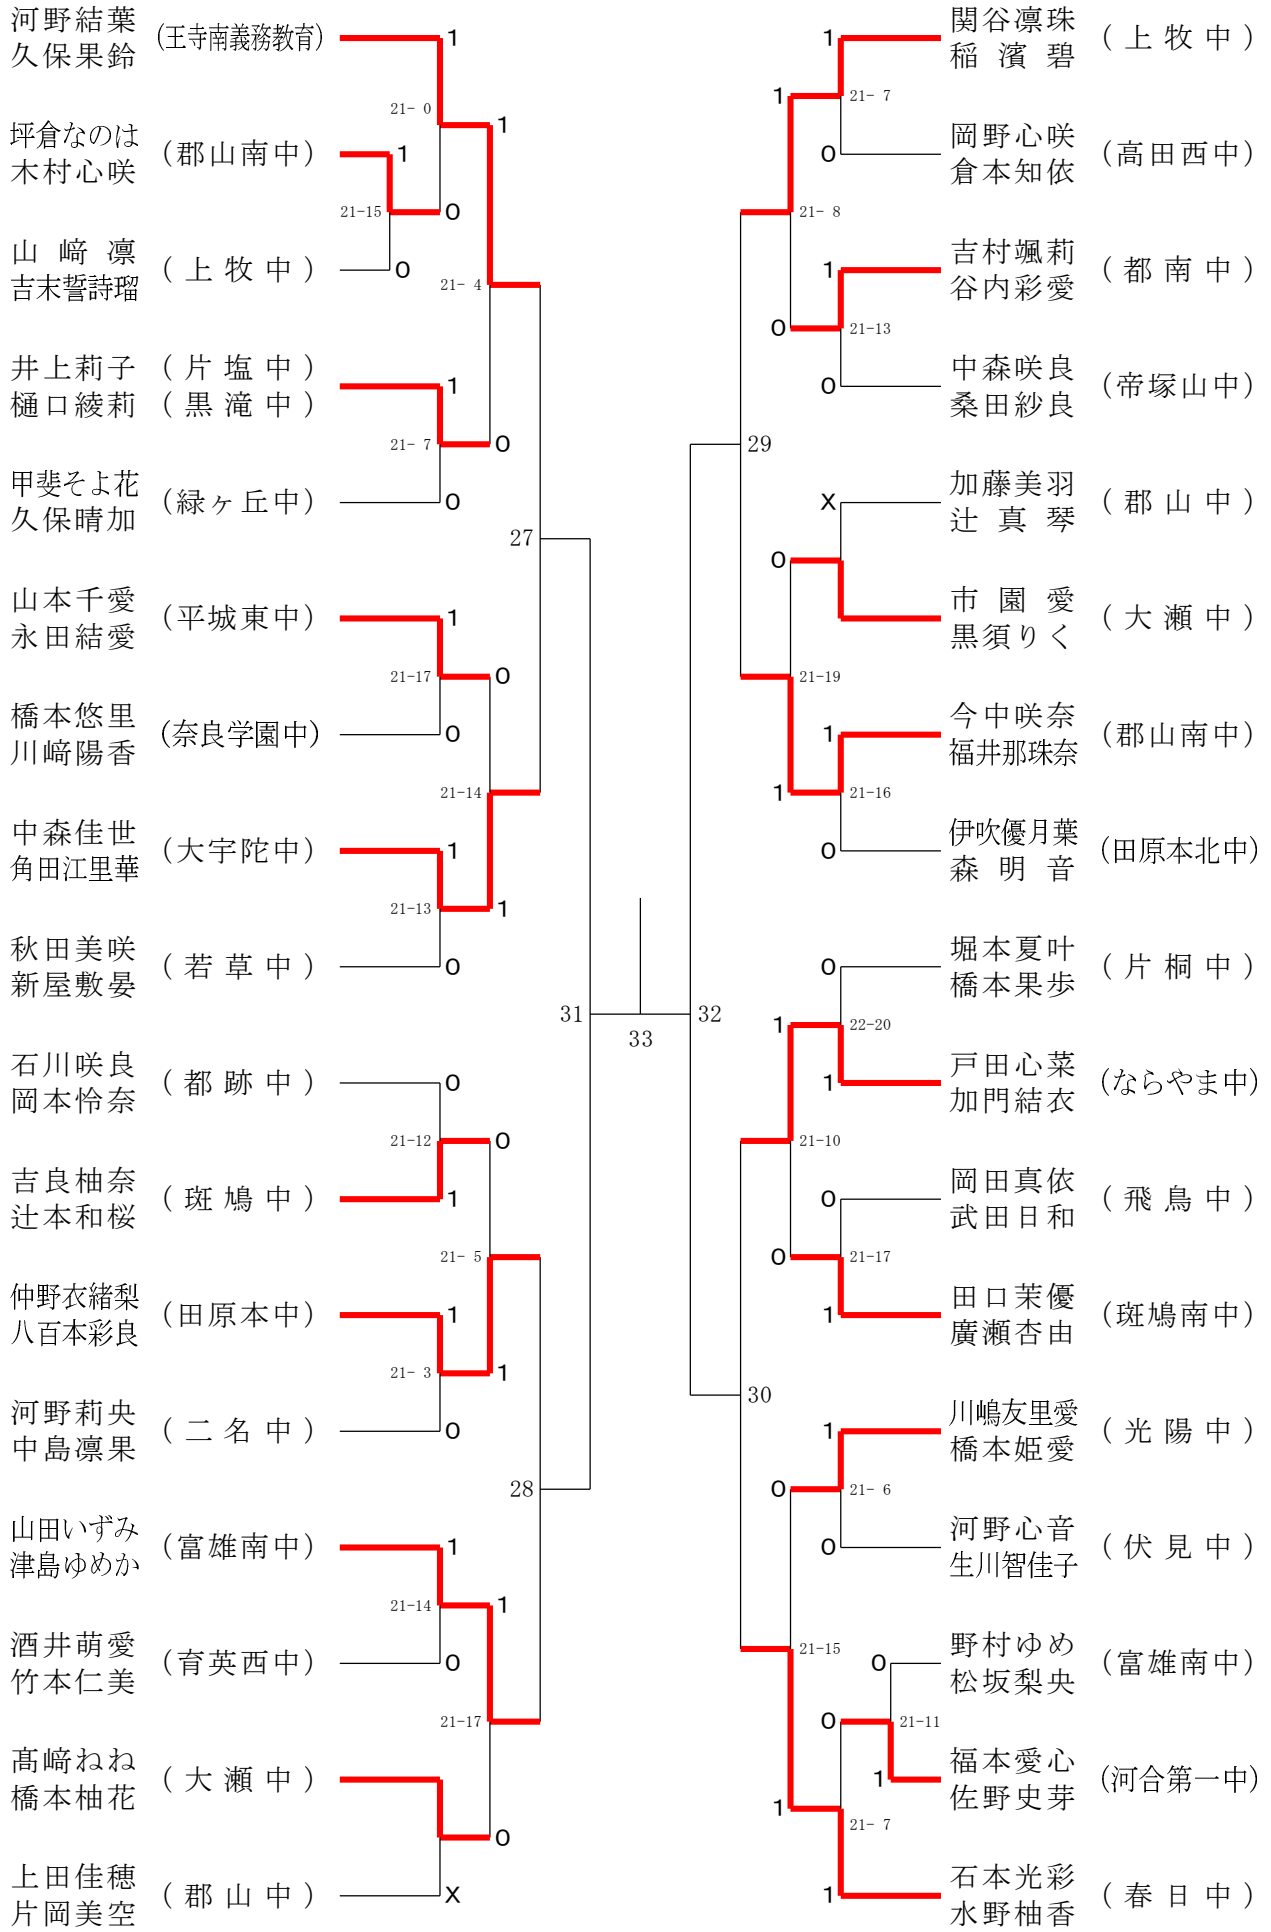 河野結葉
久保果鈴
(王寺南義務教育)
1
21- 0
1
坪倉なのは
木村心咲
(郡山南中)
1
21-15
0
山﨑凛
吉末誓詩瑠
(上牧中)
0
21- 4
井上莉子
樋口綾莉
(片塩中)
(黒滝中)
1
21- 7
0
甲斐そよ花
久保晴加
(緑ヶ丘中)
0
27
山本千愛
永田結愛
(平城東中)
1
21-17
0
橋本悠里
川﨑陽香
(奈良学園中)
0
21-14
中森佳世
角田江里華
(大宇陀中)
1
21-13
1
秋田美咲
新屋敷晏
(若草中)
0
31
33
石川咲良
岡本怜奈
(都跡中)
0
21-12
0
吉良柚奈
辻本和桜
(斑鳩中)
1
21- 5
仲野衣緒梨
八百本彩良
(田原本中)
1
21- 3
1
河野莉央
中島凛果
(二名中)
0
28
山田いずみ
津島ゆめか
(富雄南中)
1
21-14
1
酒井萌愛
竹本仁美
(育英西中)
0
21-17
髙﨑ねね
橋本柚花
(大瀬中)
0
上田佳穂
片岡美空
(郡山中)
X
関谷凛珠
稲濱碧
(上牧中)
1
1
21- 7
岡野心咲
倉本知依
(高田西中)
0
21- 8
吉村颯莉
谷内彩愛
(都南中)
1
0
21-13
中森咲良
桑田紗良
(帝塚山中)
0
29
加藤美羽
辻真琴
(郡山中)
X
0
市園愛
黒須りく
(大瀬中)
21-19
今中咲奈
福井那珠奈
(郡山南中)
1
1
21-16
伊吹優月葉
森明音
(田原本北中)
0
32
堀本夏叶
橋本果歩
(片桐中)
0
1
22-20
戸田心菜
加門結衣
(ならやま中)
1
21-10
岡田真依
武田日和
(飛鳥中)
0
0
21-17
田口茉優
廣瀬杏由
(斑鳩南中)
1
30
川嶋友里愛
橋本姫愛
(光陽中)
1
0
21- 6
河野心音
生川智佳子
(伏見中)
0
21-15
野村ゆめ
松坂梨央
(富雄南中)
0
0
21-11
福本愛心
佐野史芽
(河合第一中)
1
1
21- 7
石本光彩
水野柚香
(春日中)
1